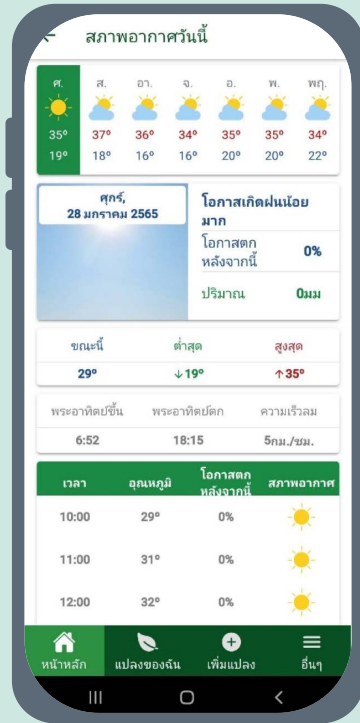 สภาพอากาศวันนี้
ศ. ส. อา. จ. อ. พ. พฤ.
35° 37° 36° 34° 35° 35° 34°
19° 18° 16° 16° 20° 20° 22°
ศุกร์,
28 มกราคม 2565
โอกาสเกิดฝนน้อย
มาก
โอกาสตก
หลังจากนี้ 0%
ปริมาณ 0มม
ขณะนี้ ต่ำสุด สูงสุด
29° ↓19° ↑35°
พระอาทิตย์ขึ้น พระอาทิตย์ตก ความเร็วลม
6:52 18:15 5กม./ชม.
เวลา อุณหภูมิ โอกาสตก
หลังจากนี้ สภาพอากาศ
10:00 29° 0%
11:00 31° 0%
12:00 32° 0%
หน้าหลัก แปลงของฉัน เพิ่มแปลง อื่นๆ